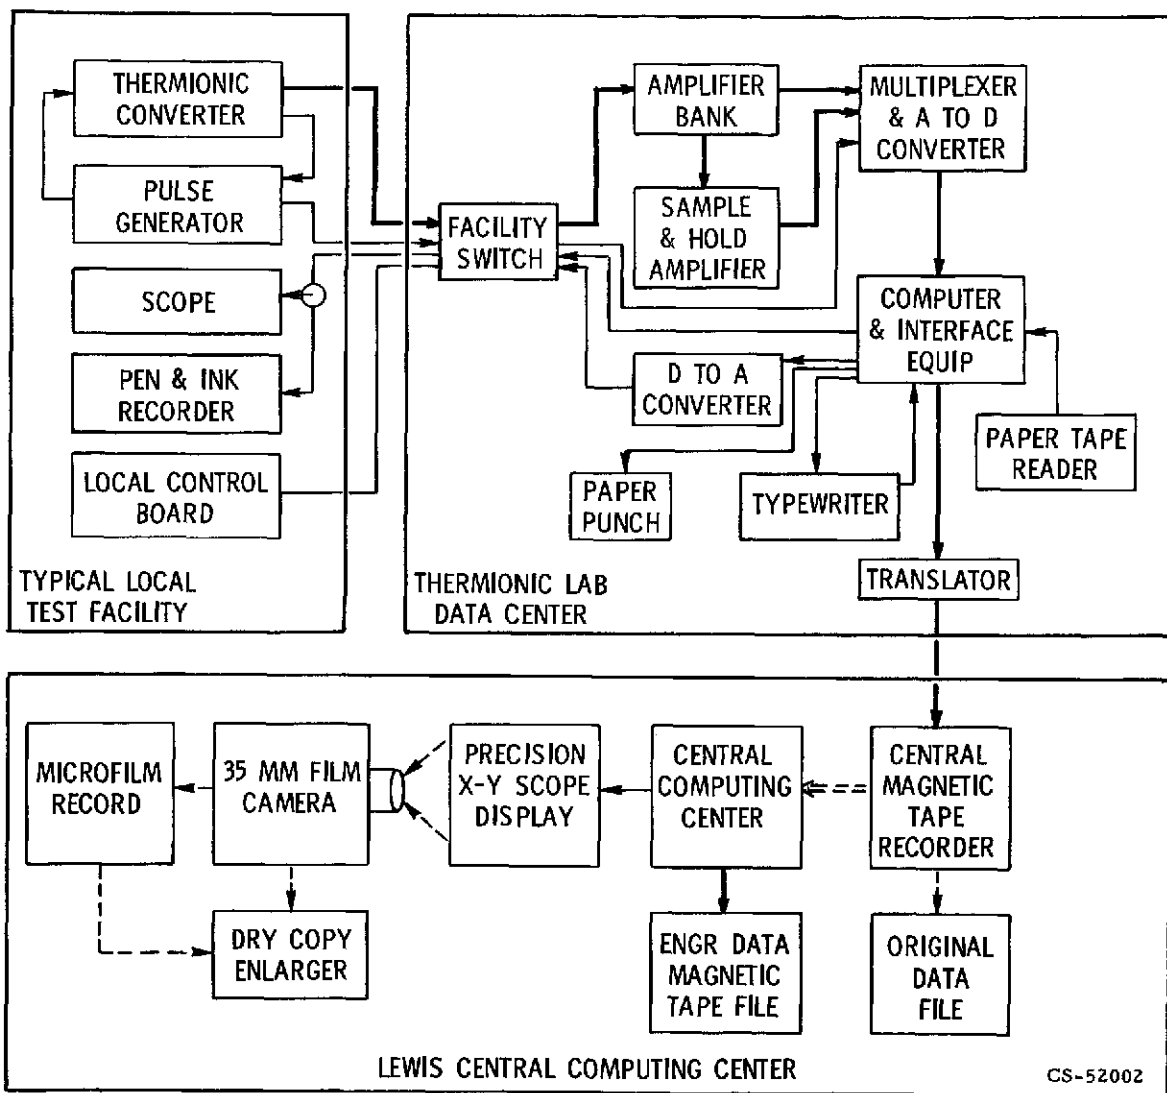 THERMIONIC
CONVERTER
PULSE
GENERATOR
SCOPE
PEN & INK
RECORDER
LOCAL CONTROL
BOARD
TYPICAL LOCAL
TEST FACILITY
FACILITY
SWITCH
AMPLIFIER
BANK
MULTIPLEXER
& A TO D
CONVERTER
SAMPLE
& HOLD
AMPLIFIER
COMPUTER
& INTERFACE
EQUIP
D TO A
CONVERTER
PAPER TAPE
READER
PAPER
PUNCH
TYPEWRITER
TRANSLATOR
THERMIONIC LAB
DATA CENTER
MICROFILM
RECORD
35 MM FILM
CAMERA
PRECISION
X-Y SCOPE
DISPLAY
CENTRAL
COMPUTING
CENTER
CENTRAL
MAGNETIC
TAPE
RECORDER
DRY COPY
ENLARGER
ENGR DATA
MAGNETIC
TAPE FILE
ORIGINAL
DATA
FILE
LEWIS CENTRAL COMPUTING CENTER
CS-52002